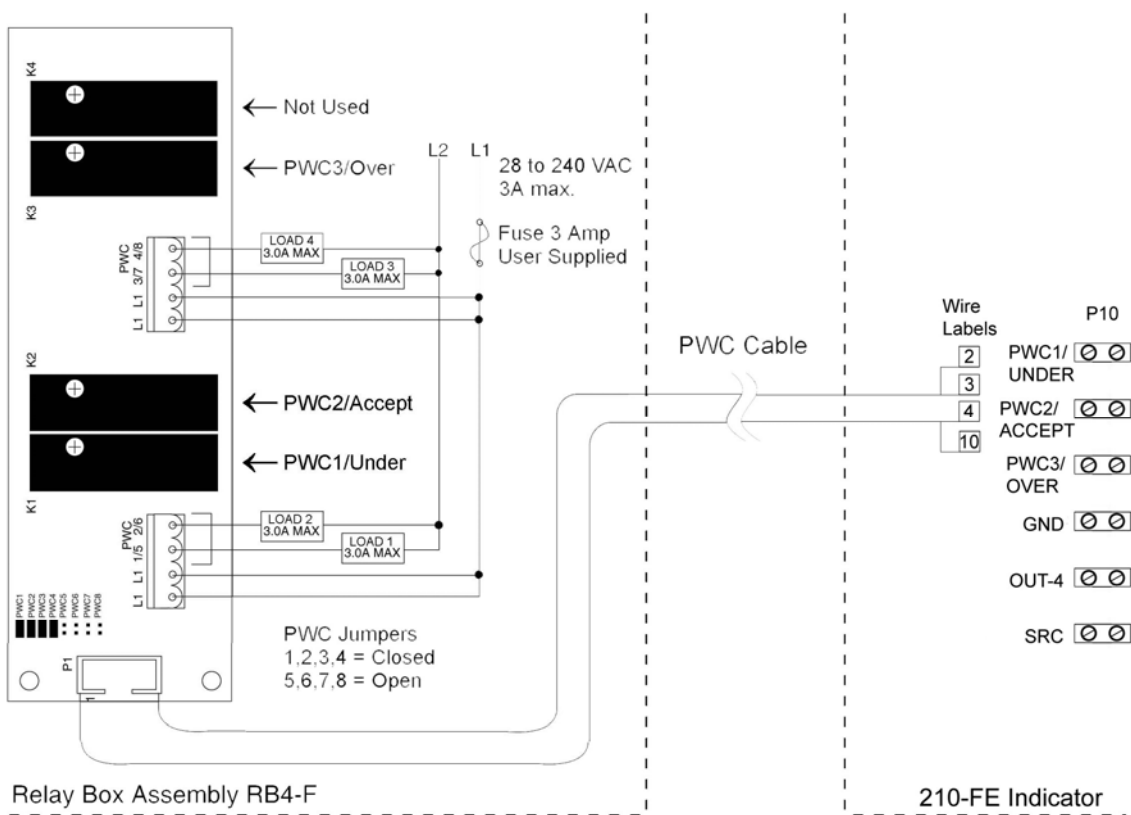 K4
Not Used
PWC3/Over
K3
L2
L1
28 to 240 VAC
3A max.
Fuse 3 Amp
User Supplied
PWC
4/8
3/7
L1
L1
LOAD 4
3.0A MAX
LOAD 3
3.0A MAX
K2
PWC2/Accept
PWC1/Under
K1
PWC
2/6
1/5
L1
L1
LOAD 2
3.0A MAX
LOAD 1
3.0A MAX
PWC1
PWC2
PWC3
PWC4
PWC5
PWC6
PWC7
PWC8
PWC Jumpers
1,2,3,4 = Closed
5,6,7,8 = Open
P1
1
Relay Box Assembly RB4-F
PWC Cable
Wire
Labels
2
3
4
10
P10
PWC1/
UNDER
PWC2/
ACCEPT
PWC3/
OVER
GND
OUT-4
SRC
210-FE Indicator